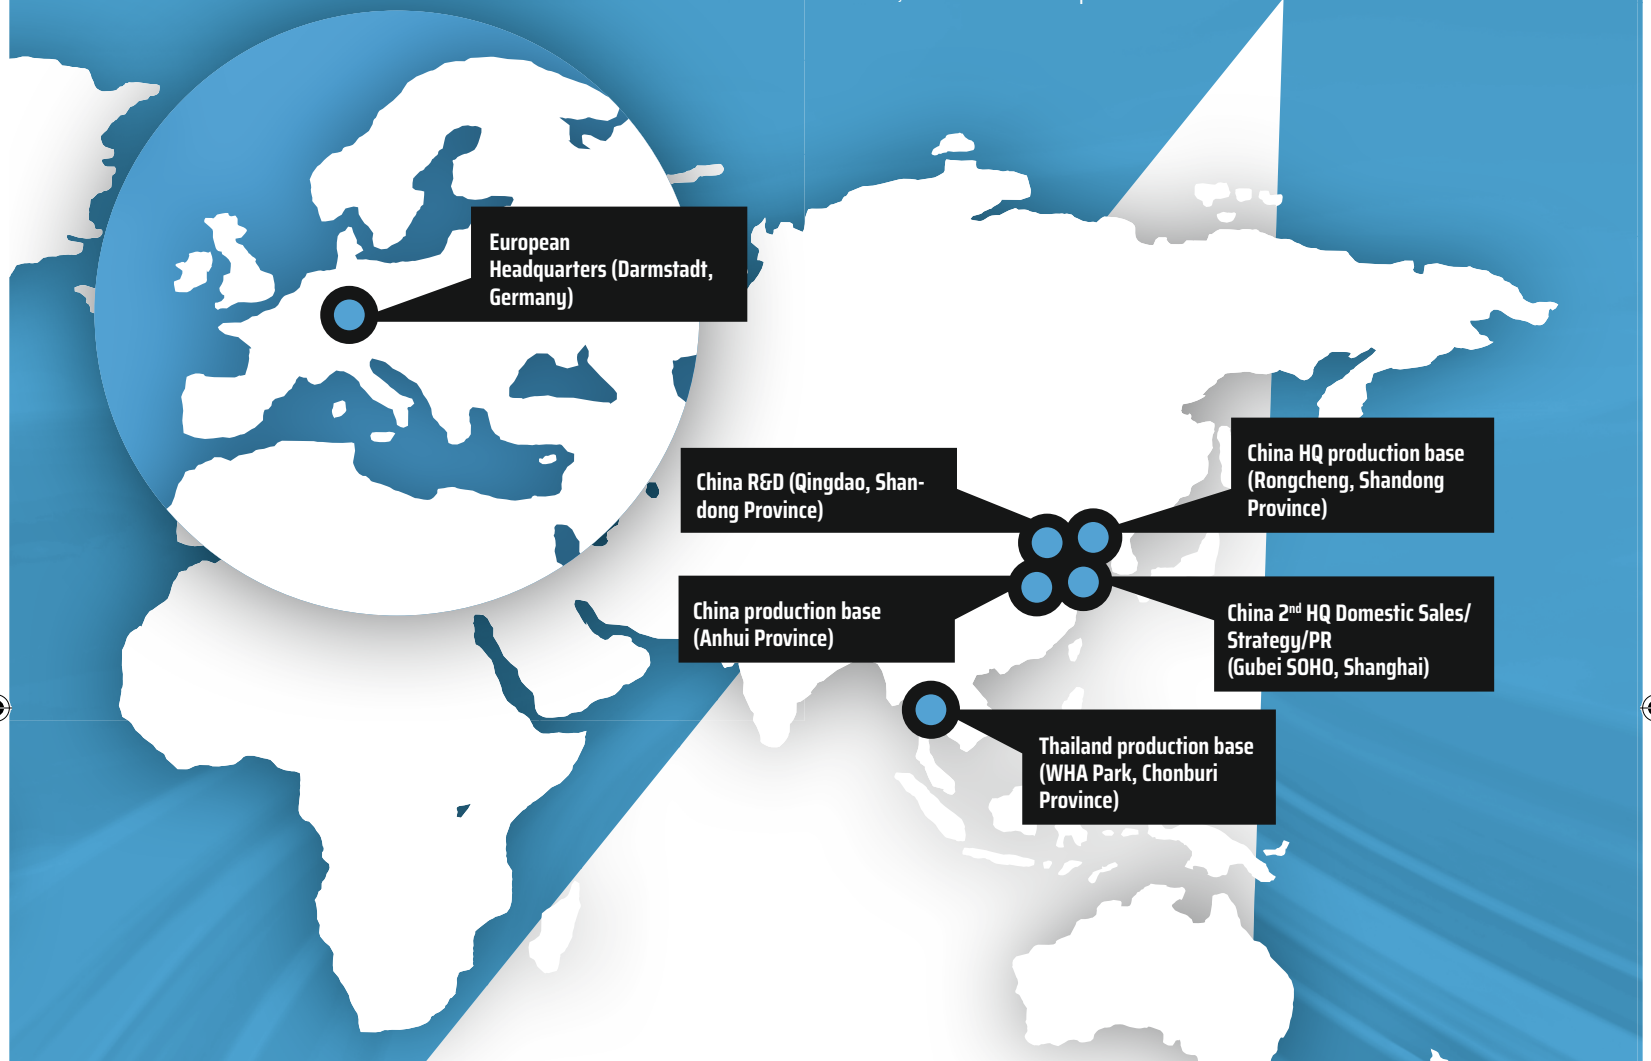 European
Headquarters (Darmstadt,
Germany)
China R&D (Qingdao, Shan-
dong Province)
China HQ production base
(Rongcheng, Shandong
Province)
China production base
(Anhui Province)
China 2nd HQ Domestic Sales/
Strategy/PR
(Gubei SOHO, Shanghai)
Thailand production base
(WHA Park, Chonburi
Province)